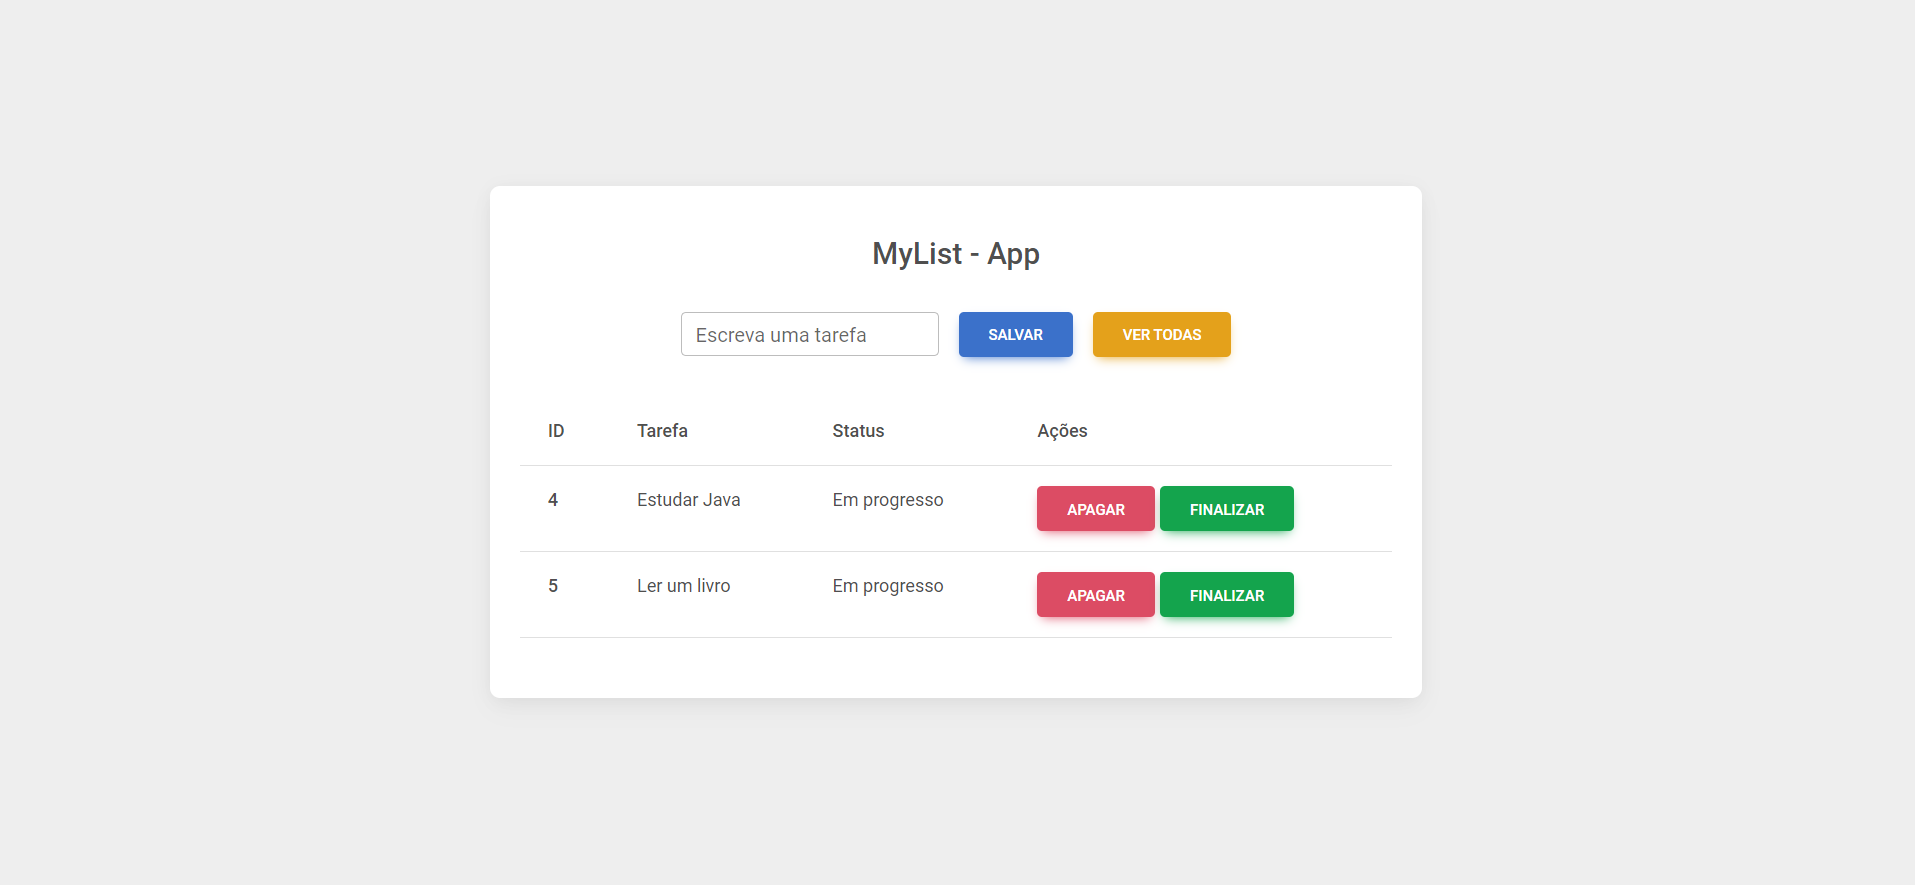 MyList - App
Escreva uma tarefa SALVAR VER TODAS
ID Tarefa Status Ações
4 Estudar Java Em progresso APAGAR FINALIZAR
5 Ler um livro Em progresso APAGAR FINALIZAR